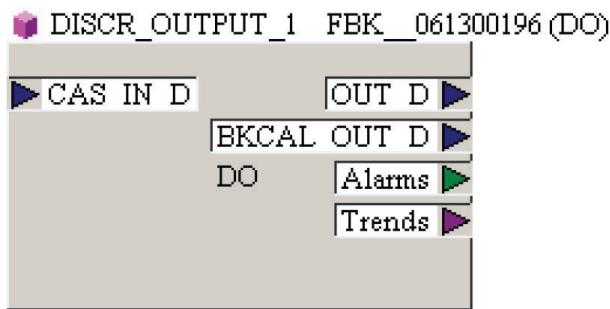 DISCR_OUTPUT_1 FBK__061300196 (DO)
CAS IN D
OUT D
BKCAL OUT D
DO
Alarms
Trends